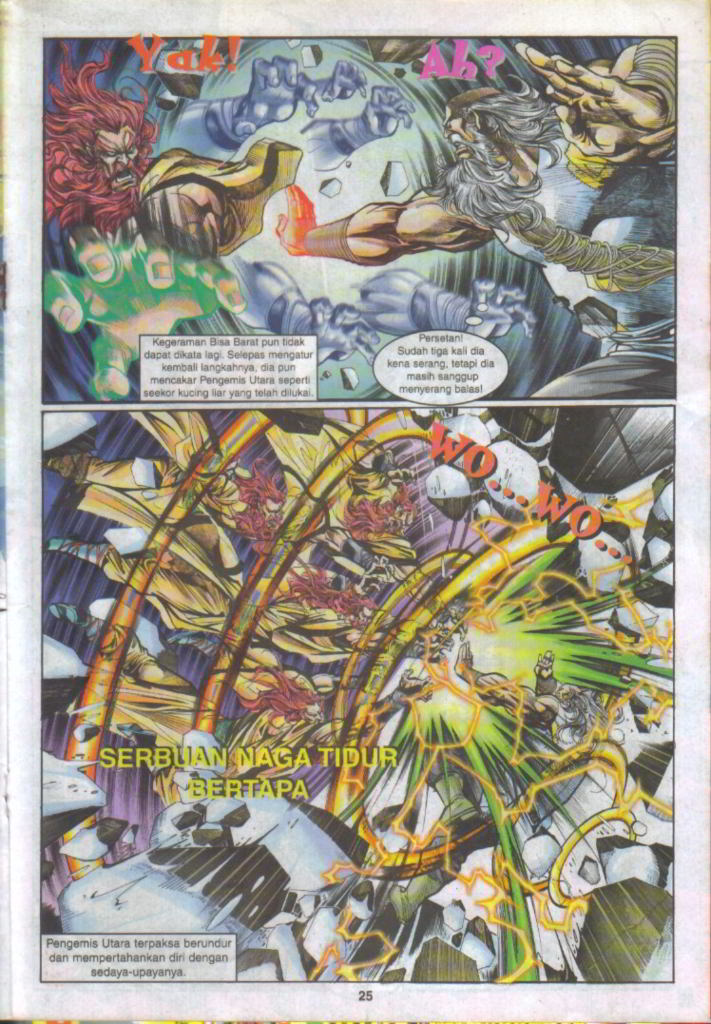 Yak!
Ah?
Kegeraman Bisa Barat pun tidak
dapat dikata lagi. Selepas mengatur
kembali langkahnya, dia pun
mencakar Pengemis Utara seperti
seekor kucing liar yang telah dilukai.
Persetan!
Sudah tiga kali dia
kena serang, tetapi dia
masih sanggup
menyerang balas!
WO... WO...
SERBUAN NAGA TIDUR
BERTAPA
Pengemis Utara terpaksa berundur
dan mempertahankan diri dengan
sedaya-upayanya.
25